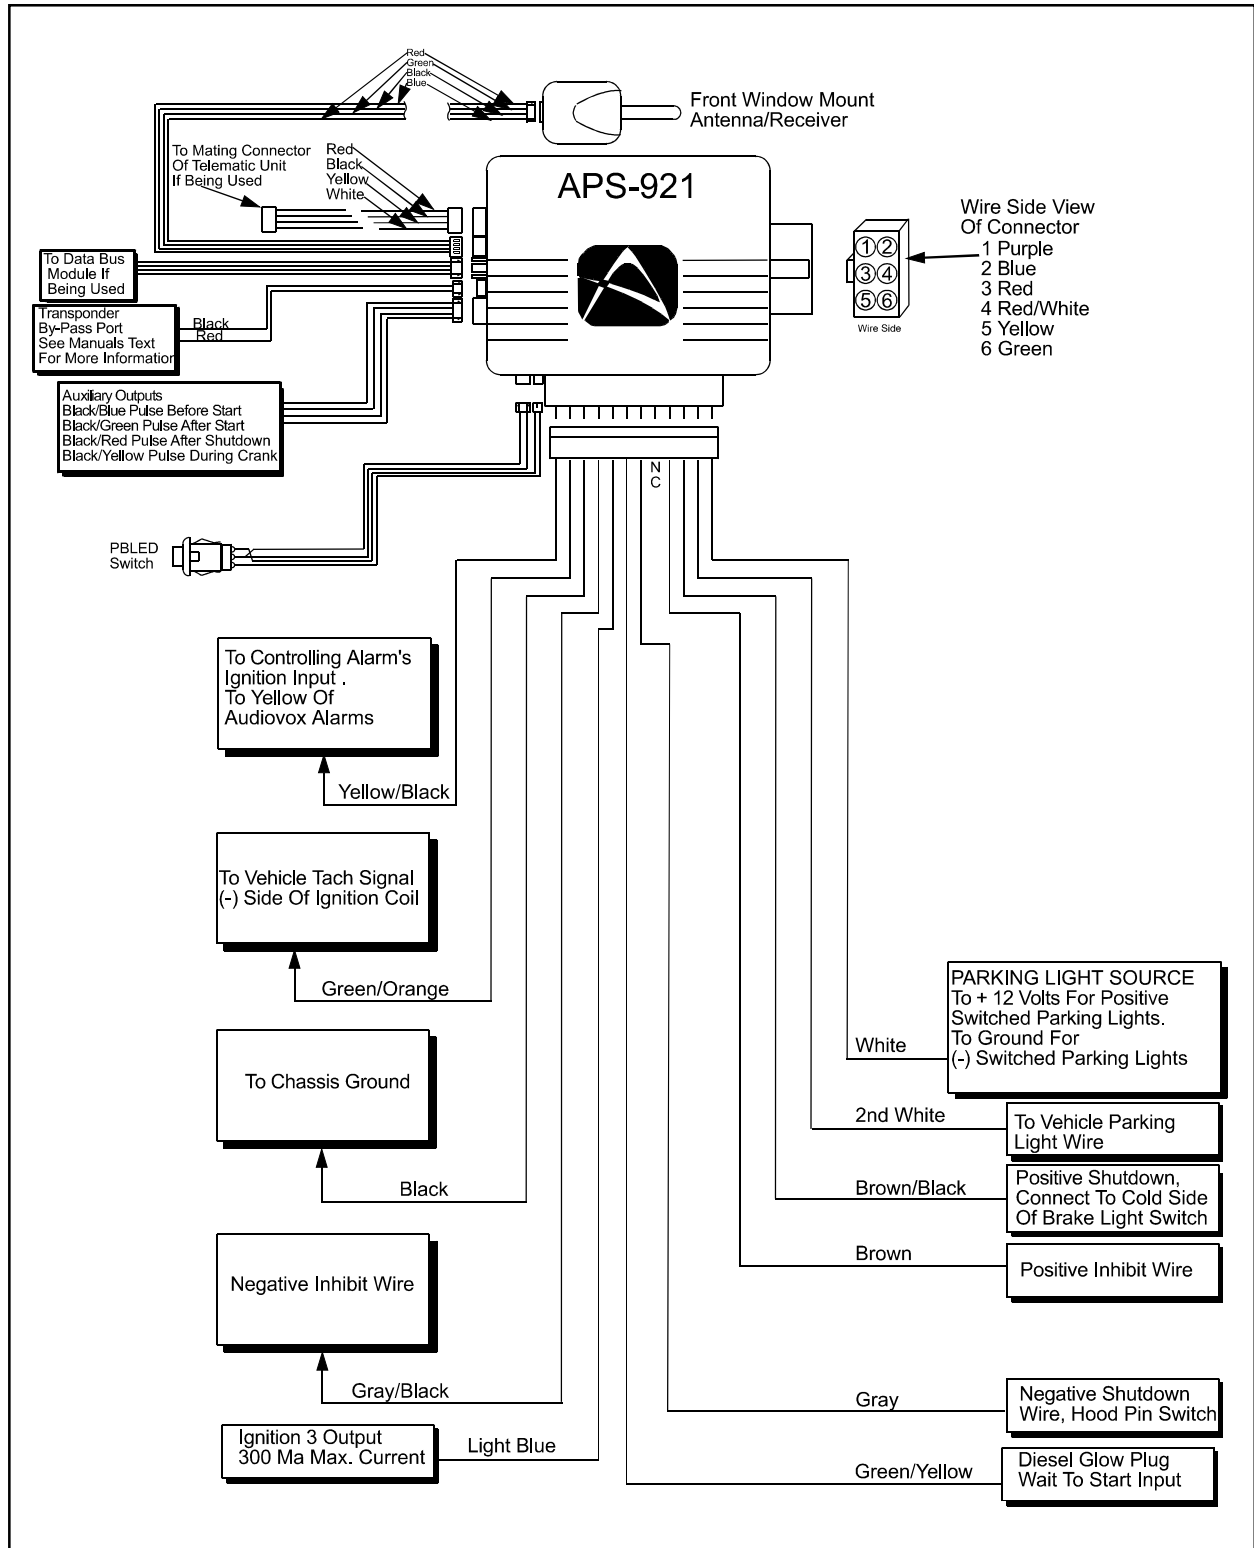 Red
Green
Black
Blue
Front Window Mount
Antenna/Receiver
To Mating Connector
Of Telematic Unit
If Being Used
Red
Black
Yellow
White
APS-921
Wire Side View
Of Connector
1 Purple
2 Blue
3 Red
4 Red/White
5 Yellow
6 Green
1 2
3 4
5 6
Wire Side
To Data Bus
Module If
Being Used
Transponder
By-Pass Port
See Manuals Text
For More Information
Black
Red
Auxiliary Outputs
Black/Blue Pulse Before Start
Black/Green Pulse After Start
Black/Red Pulse After Shutdown
Black/Yellow Pulse During Crank
N
C
PBLED
Switch
To Controlling Alarm's
Ignition Input .
To Yellow Of
Audiovox Alarms
Yellow/Black
To Vehicle Tach Signal
(-) Side Of Ignition Coil
Green/Orange
To Chassis Ground
Black
Negative Inhibit Wire
Gray/Black
Ignition 3 Output
300 Ma Max. Current
Light Blue
White
PARKING LIGHT SOURCE
To + 12 Volts For Positive
Switched Parking Lights.
To Ground For
(-) Switched Parking Lights
2nd White
To Vehicle Parking
Light Wire
Brown/Black
Positive Shutdown,
Connect To Cold Side
Of Brake Light Switch
Brown
Positive Inhibit Wire
Gray
Negative Shutdown
Wire, Hood Pin Switch
Green/Yellow
Diesel Glow Plug
Wait To Start Input